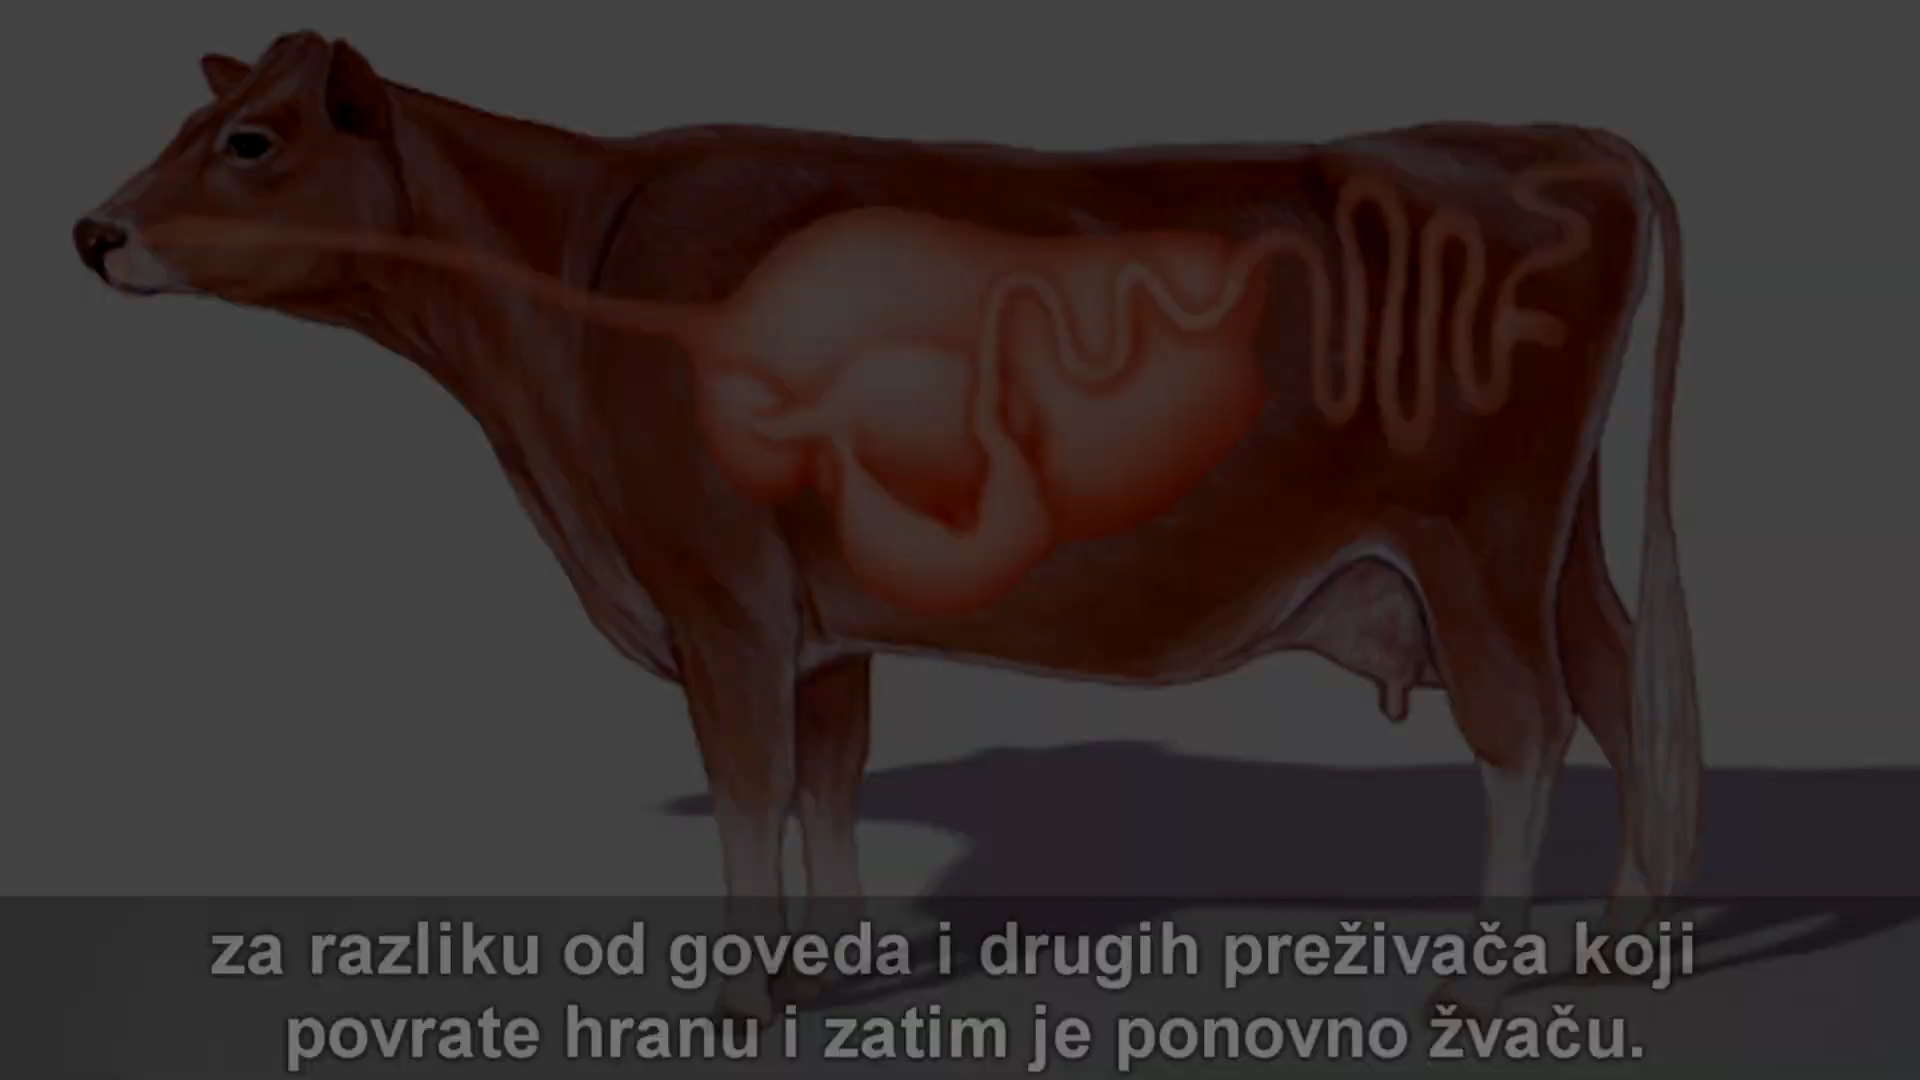 za razliku od goveda i drugih preživača koji
povrate hranu i zatim je ponovno žvaču.